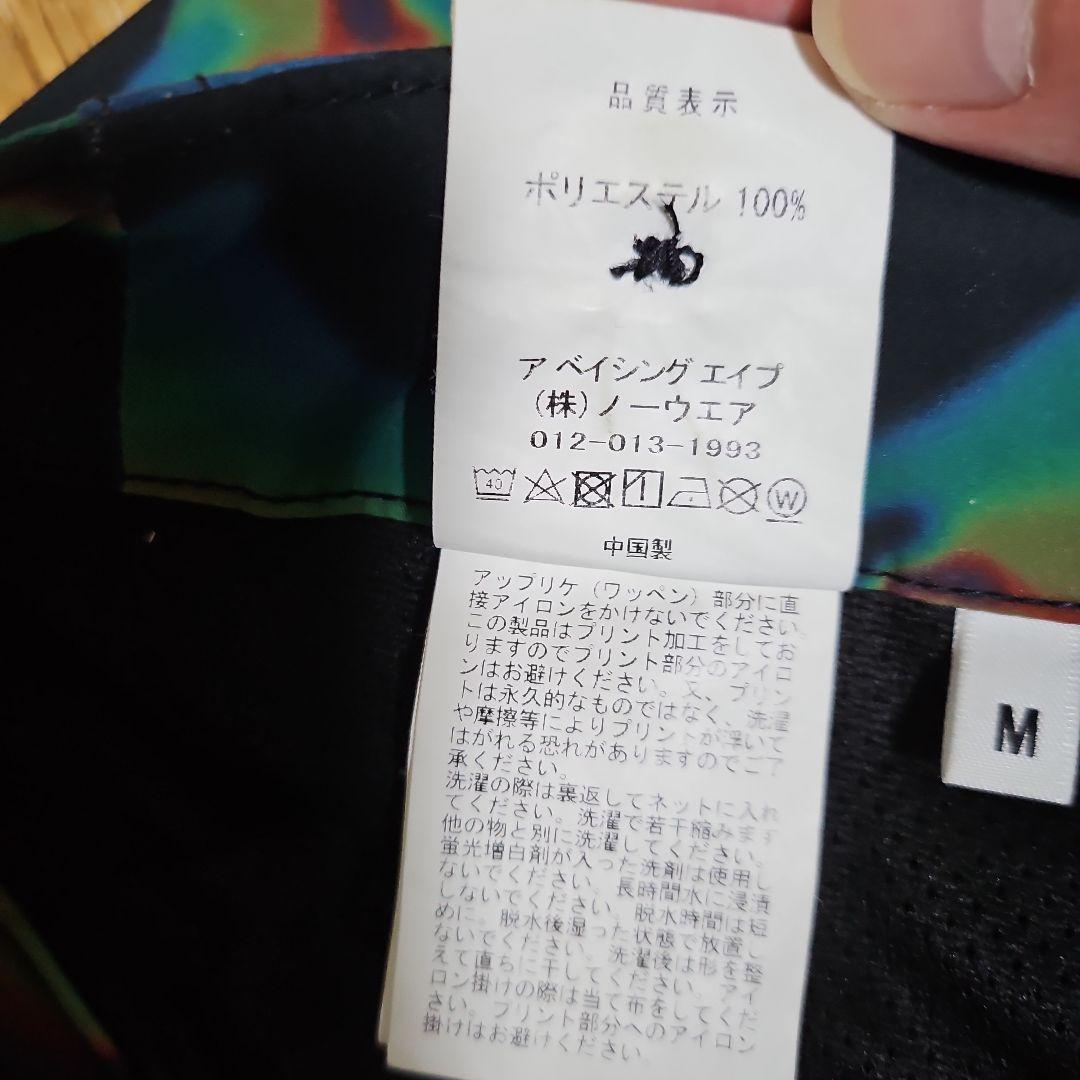 品質表示
ポリエステル 100%
ア ベイシング エイプ
(株) ノーウエア
012-013-1993
40
1
W
中国製
アップリケ(ワッペン)部分に直
接アイロンをかけないでください。
この製品はプリント加工をしてお
りますのでプリント部分のアイロ
ンはお避けください。又、プリン
トは永久的なものではなく、洗濯
や摩擦等によりプリントが浮いて
はがれる恐れがありますのでご了
承ください。
洗濯の際は裏返してネットに入れ
てください。洗濯で若干縮みます
他の物と別に洗濯してください。
蛍光増白剤が入った洗剤は使用し
ないでください。長時間水に浸漬
しないでください。脱水時間は短
めに。脱水後湿った状態で放置し
ないでください。洗濯後は形を整
えて直ちに干してください。アイ
ロン掛けの際は当て布をしてくだ
さい。プリント部分へのアイロン
掛けはお避けください。
M